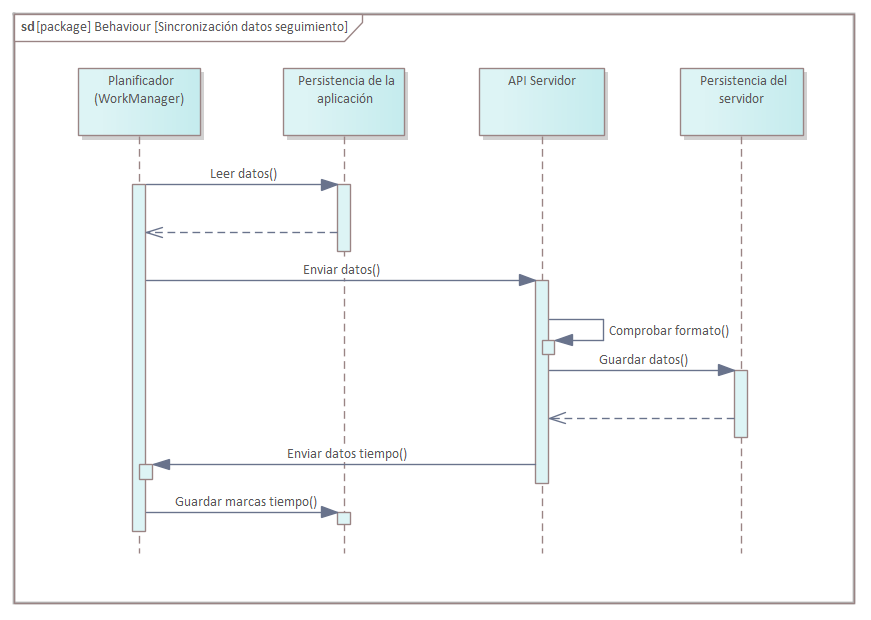 sd [package] Behaviour [Sincronización datos seguimiento]
Planificador
(WorkManager)
Persistencia de la
aplicación
API Servidor
Persistencia del
servidor
Leer datos()
Enviar datos()
Comprobar formato()
Guardar datos()
Enviar datos tiempo()
Guardar marcas tiempo()